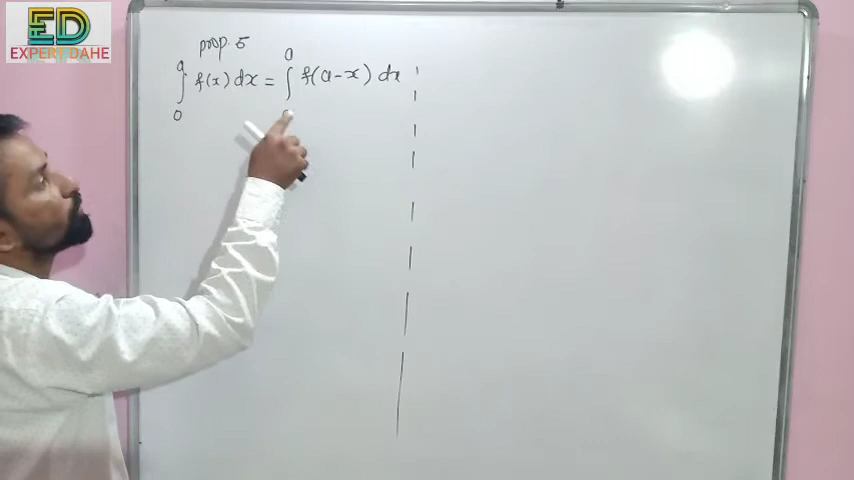 ED
EXPERT DAHE
prop. 5
∫₀ᵃ f(x) dx = ∫₀ᵃ f(a-x) dx